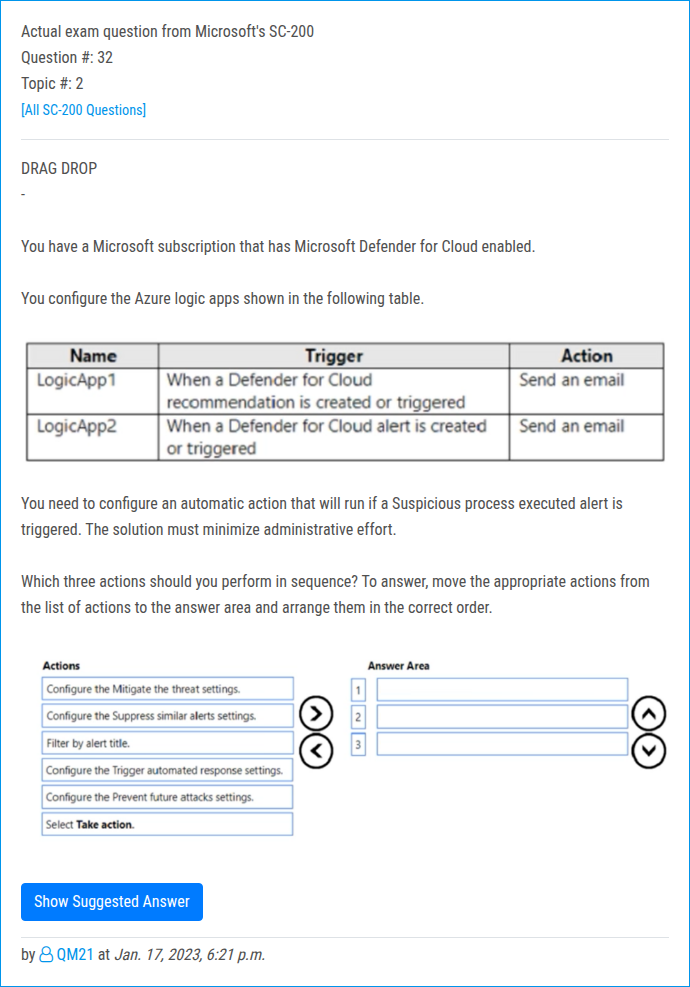 Actual exam question from Microsoft's SC-200
Question #: 32
Topic #: 2
[All SC-200 Questions]
DRAG DROP
-
You have a Microsoft subscription that has Microsoft Defender for Cloud enabled.
You configure the Azure logic apps shown in the following table.
Name Trigger Action
LogicApp1 When a Defender for Cloud Send an email
recommendation is created or triggered
LogicApp2 When a Defender for Cloud alert is created Send an email
or triggered
You need to configure an automatic action that will run if a Suspicious process executed alert is
triggered. The solution must minimize administrative effort.
Which three actions should you perform in sequence? To answer, move the appropriate actions from
the list of actions to the answer area and arrange them in the correct order.
Actions Answer Area
Configure the Mitigate the threat settings. 1
Configure the Suppress similar alerts settings. 2
Filter by alert title. 3
Configure the Trigger automated response settings.
Configure the Prevent future attacks settings.
Select Take action.
Show Suggested Answer
by QM21 at Jan. 17, 2023, 6:21 p.m.